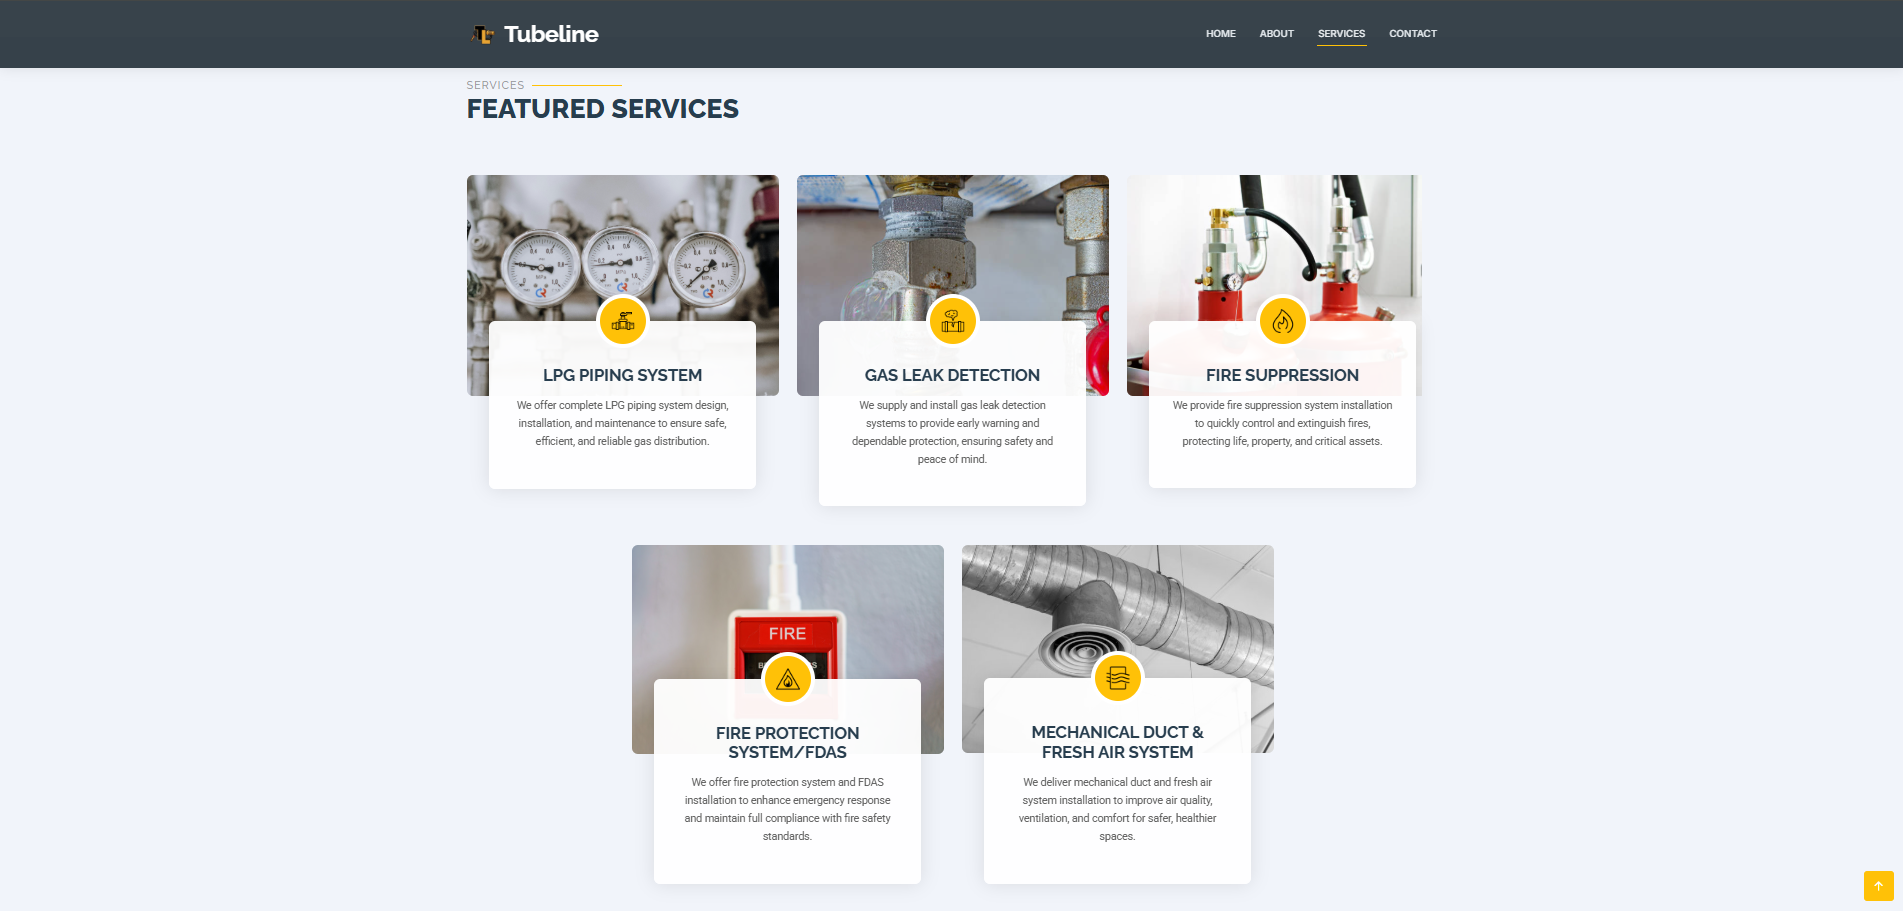 Tubeline
HOME ABOUT SERVICES CONTACT
SERVICES
FEATURED SERVICES
LPG PIPING SYSTEM
We offer complete LPG piping system design,
installation, and maintenance to ensure safe,
efficient, and reliable gas distribution.
GAS LEAK DETECTION
We supply and install gas leak detection
systems to provide early warning and
dependable protection, ensuring safety and
peace of mind.
FIRE SUPPRESSION
We provide fire suppression system installation
to quickly control and extinguish fires,
protecting life, property, and critical assets.
FIRE
FIRE PROTECTION
SYSTEM/FDAS
We offer fire protection system and FDAS
installation to enhance emergency response
and maintain full compliance with fire safety
standards.
MECHANICAL DUCT &
FRESH AIR SYSTEM
We deliver mechanical duct and fresh air
system installation to improve air quality,
ventilation, and comfort for safer, healthier
spaces.